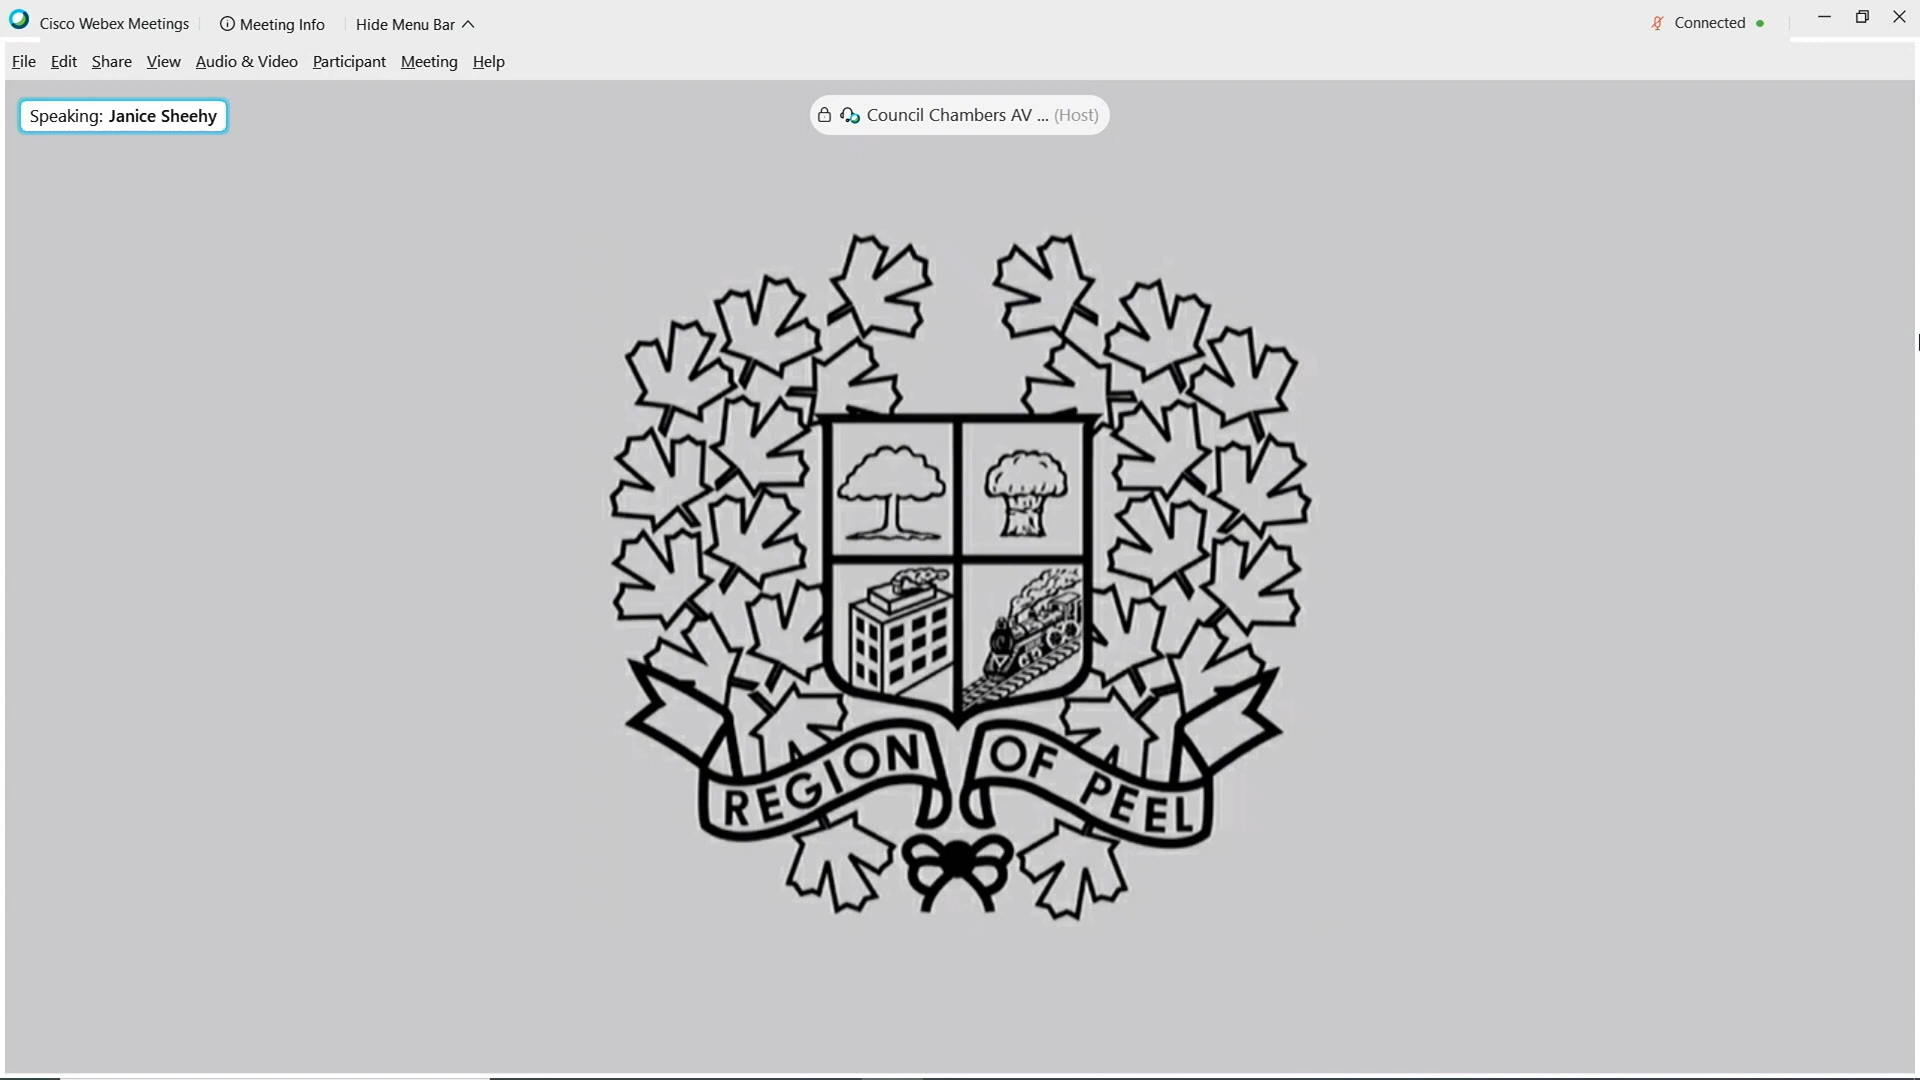 Cisco Webex Meetings
Meeting Info
Hide Menu Bar
Connected
File Edit Share View Audio & Video Participant Meeting Help
Speaking: Janice Sheehy
Council Chambers AV ... (Host)
REGION OF PEEL